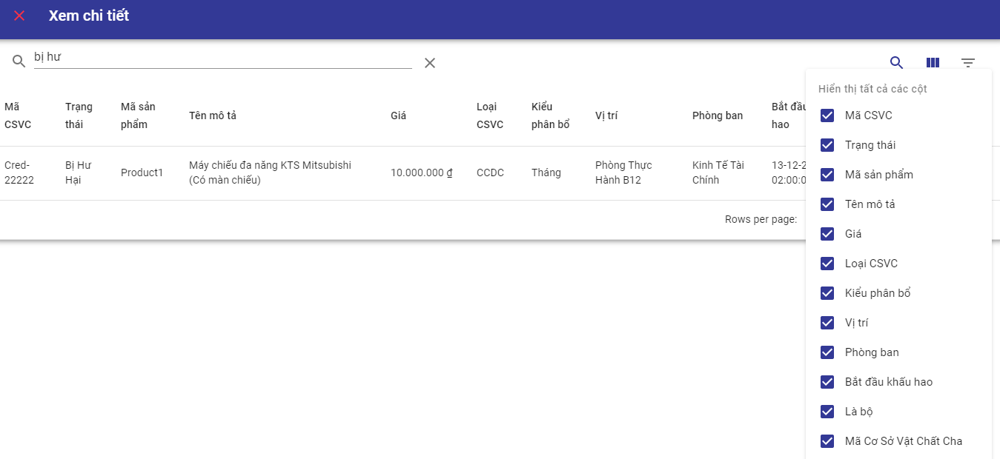 Xem chi tiết
bị hư
Mã CSVC
Trạng thái
Mã sản phẩm
Tên mô tả
Giá
Loại CSVC
Kiểu phân bổ
Vị trí
Phòng ban
Bắt đầu
hao
Cred-
22222
Bị Hư
Hại
Product1
Máy chiếu đa năng KTS Mitsubishi
(Có màn chiếu)
10.000.000 ₫
CCDC
Tháng
Phòng Thực
Hành B12
Kinh Tế Tài
Chính
13-12-2
02:00:0
Rows per page:
Hiển thị tất cả các cột
Mã CSVC
Trạng thái
Mã sản phẩm
Tên mô tả
Giá
Loại CSVC
Kiểu phân bổ
Vị trí
Phòng ban
Bắt đầu khấu hao
Là bộ
Mã Cơ Sở Vật Chất Cha